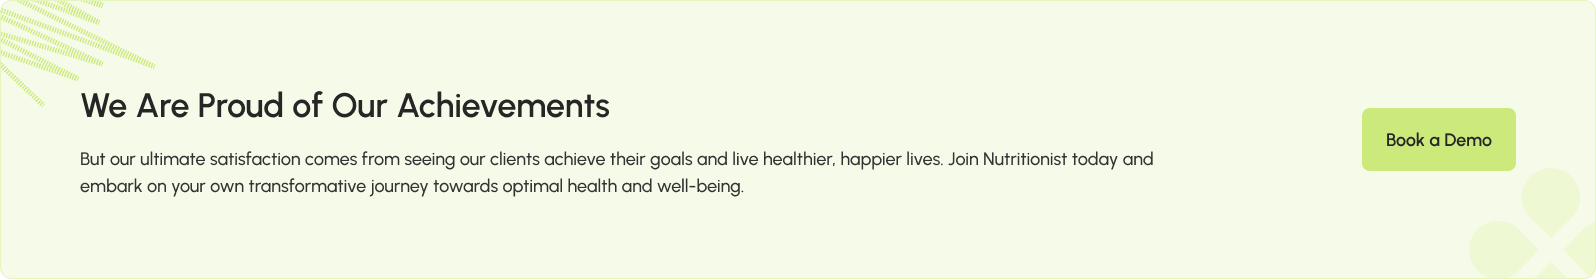 We Are Proud of Our Achievements
But our ultimate satisfaction comes from seeing our clients achieve their goals and live healthier, happier lives. Join Nutritionist today and
embark on your own transformative journey towards optimal health and well-being.
Book a Demo